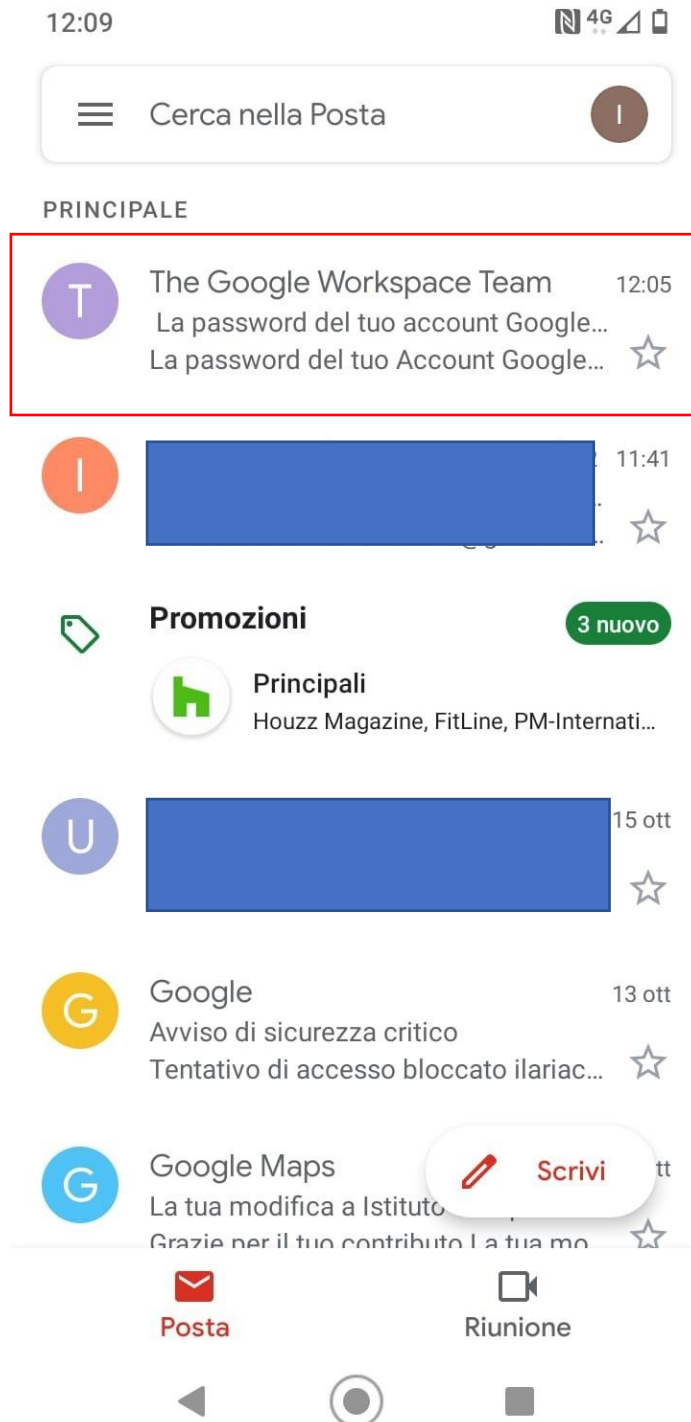 12:09
4G
Cerca nella Posta
I
PRINCIPALE
T
The Google Workspace Team
12:05
La password del tuo account Google...
La password del tuo Account Google...
I
11:41
Promozioni
3 nuovo
Principali
Houzz Magazine, FitLine, PM-Internati...
U
15 ott
G
Google
13 ott
Avviso di sicurezza critico
Tentativo di accesso bloccato ilariac...
G
Google Maps
Scrivi
tt
La tua modifica a Istituto
Grazie per il tuo contributo La tua mo
Posta
Riunione